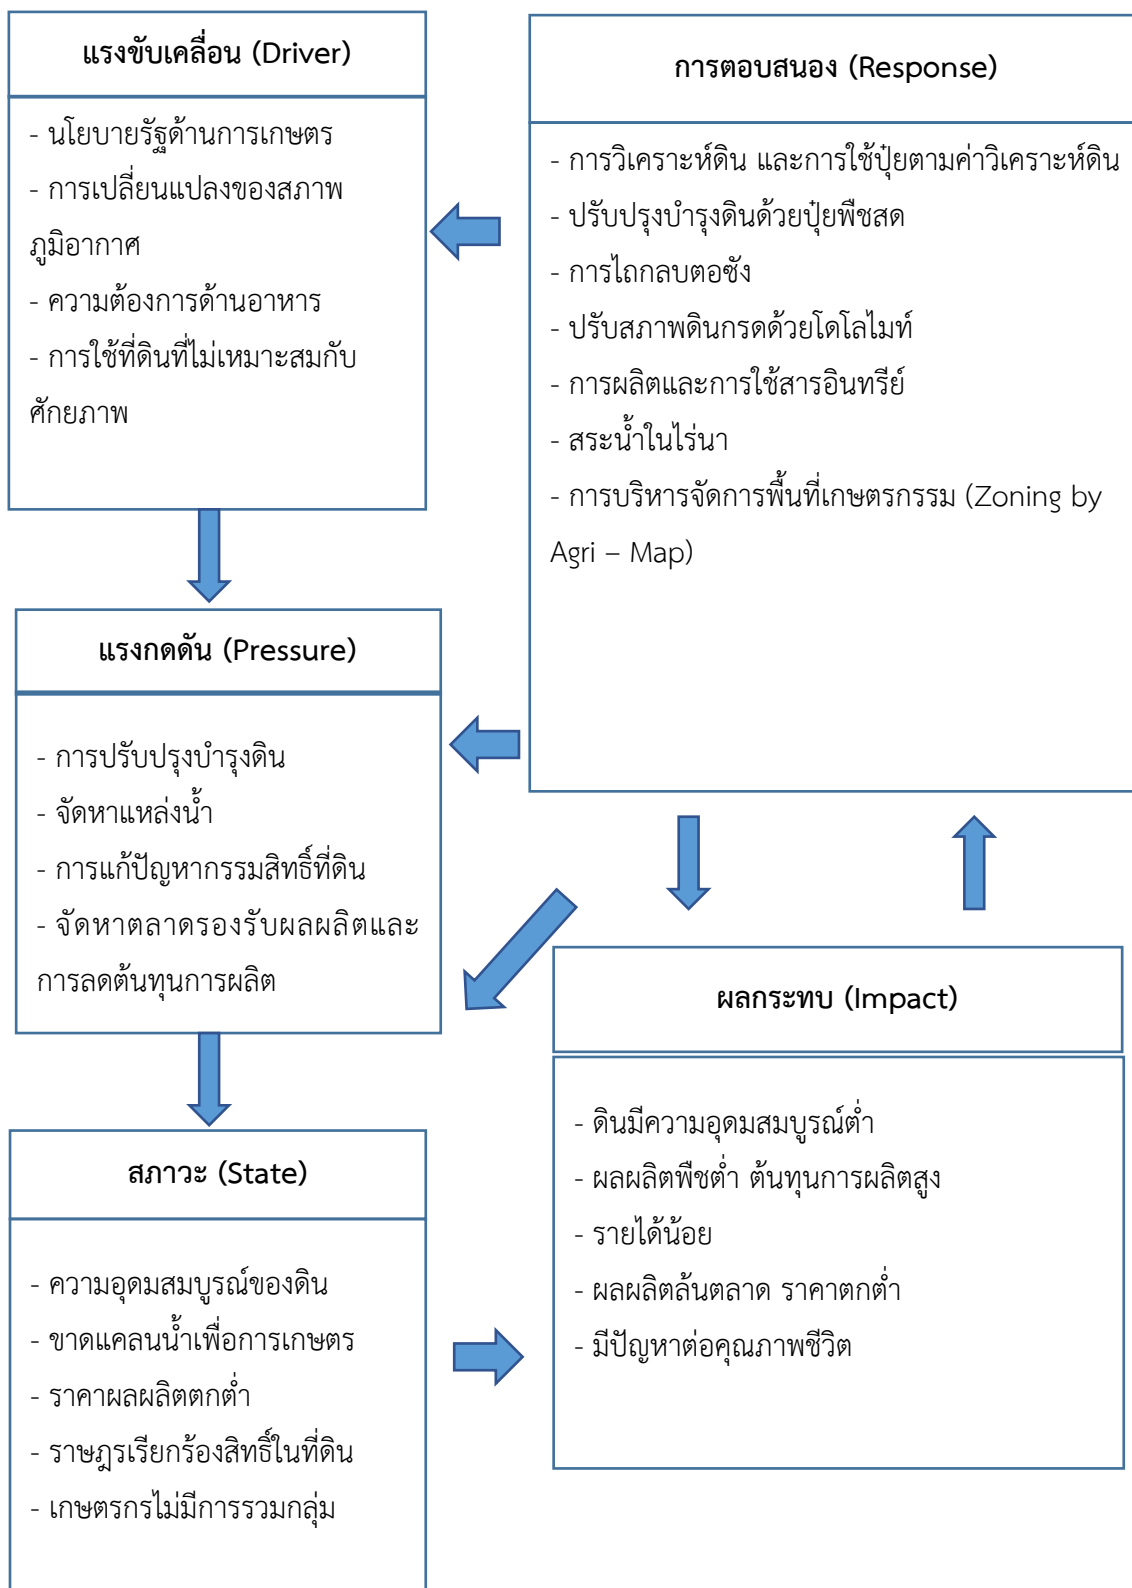 แรงขับเคลื่อน (Driver)
- นโยบายรัฐด้านการเกษตร
- การเปลี่ยนแปลงของสภาพ
ภูมิอากาศ
- ความต้องการด้านอาหาร
- การใช้ที่ดินที่ไม่เหมาะสมกับ
ศักยภาพ
การตอบสนอง (Response)
- การวิเคราะห์ดิน และการใช้ปุ๋ยตามค่าวิเคราะห์ดิน
- ปรับปรุงบำรุงดินด้วยปุ๋ยพืชสด
- การไถกลบตอซัง
- ปรับสภาพดินกรดด้วยโดโลไมท์
- การผลิตและการใช้สารอินทรีย์
- สระน้ำในไร่นา
- การบริหารจัดการพื้นที่เกษตรกรรม (Zoning by
Agri – Map)
แรงกดดัน (Pressure)
- การปรับปรุงบำรุงดิน
- จัดหาแหล่งน้ำ
- การแก้ปัญหากรรมสิทธิ์ที่ดิน
- จัดหาตลาดรองรับผลผลิตและ
การลดต้นทุนการผลิต
ผลกระทบ (Impact)
- ดินมีความอุดมสมบูรณ์ต่ำ
- ผลผลิตพืชต่ำ ต้นทุนการผลิตสูง
- รายได้น้อย
- ผลผลิตล้นตลาด ราคาตกต่ำ
- มีปัญหาต่อคุณภาพชีวิต
สภาวะ (State)
- ความอุดมสมบูรณ์ของดิน
- ขาดแคลนน้ำเพื่อการเกษตร
- ราคาผลผลิตตกต่ำ
- ราษฎรเรียกร้องสิทธิ์ในที่ดิน
- เกษตรกรไม่มีการรวมกลุ่ม